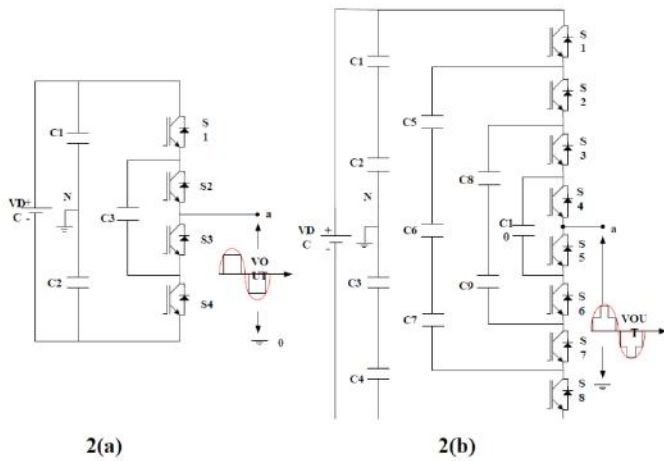 C1
N
VD +
C -
C2
C3
S
1
S2
S3
S4
a
VO
UT
0
2(a)
C1
C2
N
VD +
C -
C3
C4
C5
C6
C7
C8
C9
C1
0
S
1
S
2
S
3
S
4
a
S
5
S
6
S
7
S
8
VOU
T
2(b)